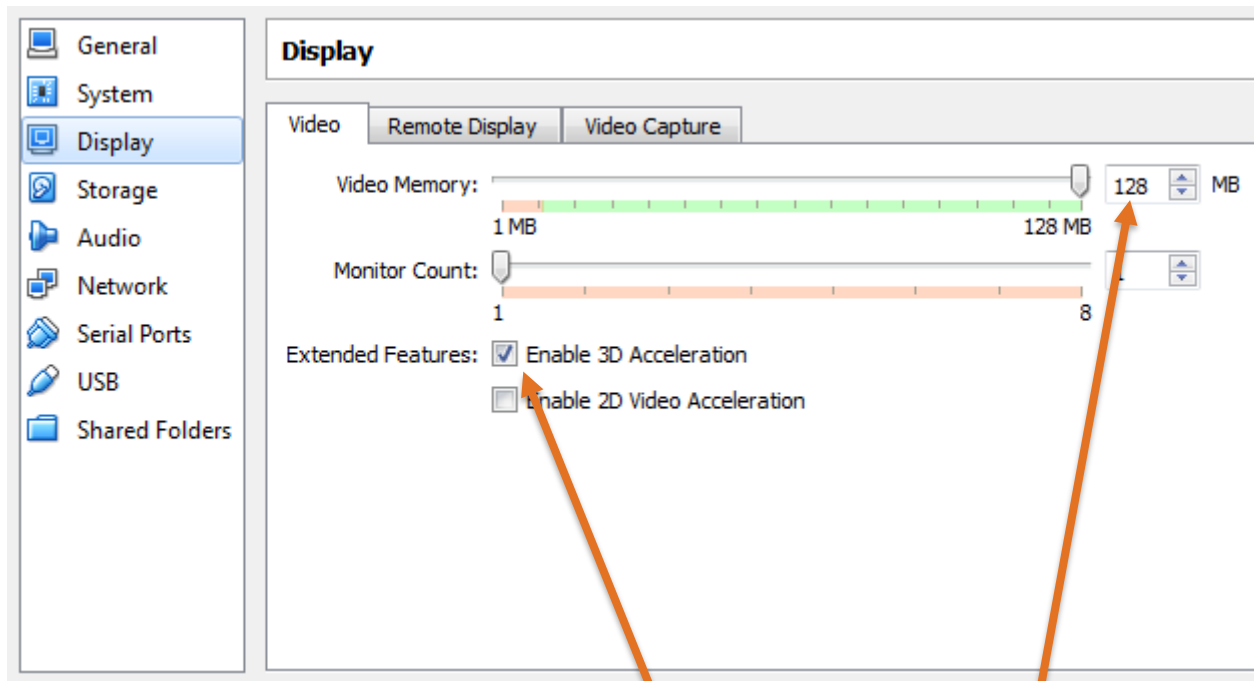 General
System
Display
Storage
Audio
Network
Serial Ports
USB
Shared Folders
Display
Video Remote Display Video Capture
Video Memory: 128 MB
1 MB 128 MB
Monitor Count:
1 8
Extended Features: Enable 3D Acceleration
Enable 2D Video Acceleration